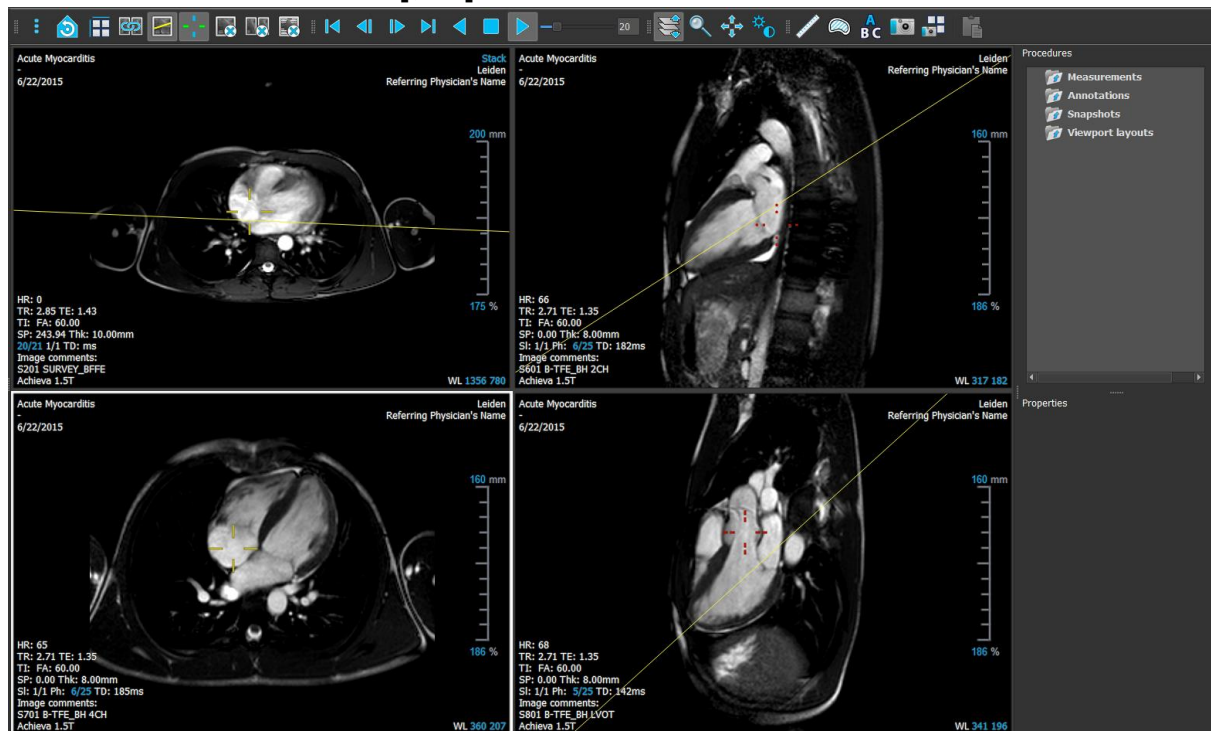 20
A
B C
Acute Myocarditis
-
6/22/2015
Stack
Leiden
Referring Physician's Name
200 mm
175 %
HR: 0
TR: 2.85 TE: 1.43
TI: FA: 60.00
SP: 243.94 Thk: 10.00mm
20/21 1/1 TD: ms
Image comments:
S201 SURVEY_BFFE
Achieva 1.5T
WL 1356 780
Acute Myocarditis
-
6/22/2015
Leiden
Referring Physician's Name
160 mm
186 %
HR: 66
TR: 2.71 TE: 1.35
TI: FA: 60.00
SP: 0.00 Thk: 8.00mm
Sl: 1/1 Ph: 6/25 TD: 182ms
Image comments:
S601 B-TFE_BH 2CH
Achieva 1.5T
WL 317 182
Procedures
Measurements
Annotations
Snapshots
Viewport layouts
Acute Myocarditis
-
6/22/2015
Leiden
Referring Physician's Name
160 mm
186 %
HR: 65
TR: 2.71 TE: 1.35
TI: FA: 60.00
SP: 0.00 Thk: 8.00mm
Sl: 1/1 Ph: 6/25 TD: 185ms
Image comments:
S701 B-TFE_BH 4CH
Achieva 1.5T
WL 360 207
Acute Myocarditis
-
6/22/2015
Leiden
Referring Physician's Name
160 mm
186 %
HR: 68
TR: 2.71 TE: 1.35
TI: FA: 60.00
SP: 0.00 Thk: 8.00mm
Sl: 1/1 Ph: 5/25 TD: 142ms
Image comments:
S801 B-TFE_BH LVOT
Achieva 1.5T
WL 341 196
Properties